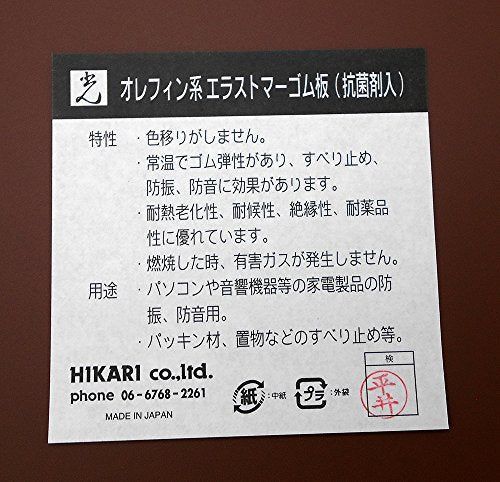 光 オレフィン系エラストマーゴム板(抗菌剤入)
特性 ・色移りがしません。
・常温でゴム弾性があり、すべり止め、
防振、防音に効果があります。
・耐熱老化性、耐候性、絶縁性、耐薬品
性に優れています。
・燃焼した時、有害ガスが発生しません。
用途 ・パソコンや音響機器等の家電製品の防
振、防音用。
・パッキン材、置物などのすべり止め等。
HIKARI co.,ltd.
phone 06-6768-2261
MADE IN JAPAN
紙 :中紙 プラ :外袋
検
平井